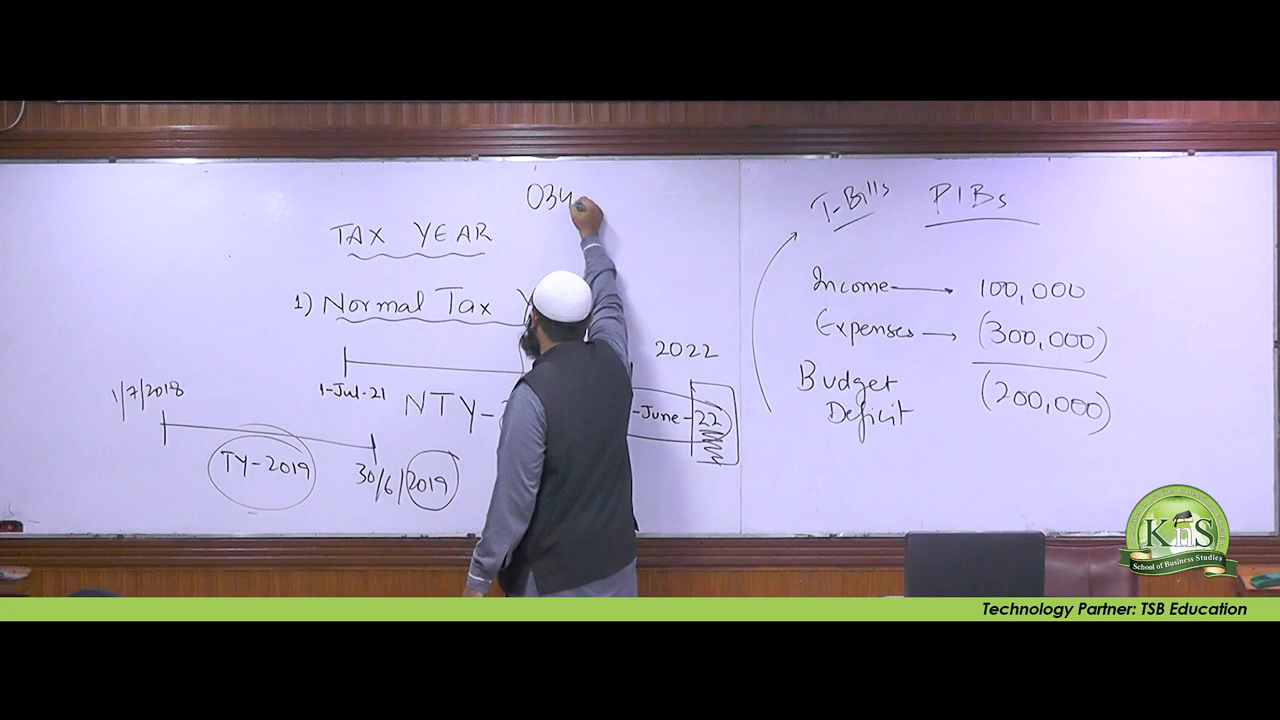 034
TAX YEAR
1) Normal Tax Y
2022
1-Jul-21
NTY-
-June-22
1/7/2018
TY-2019
30/6/2019
T-Bills PIBs
Income → 100,000
Expenses → (300,000)
Budget
Deficit
(200,000)
KnS
School of Business Studies
Technology Partner: TSB Education